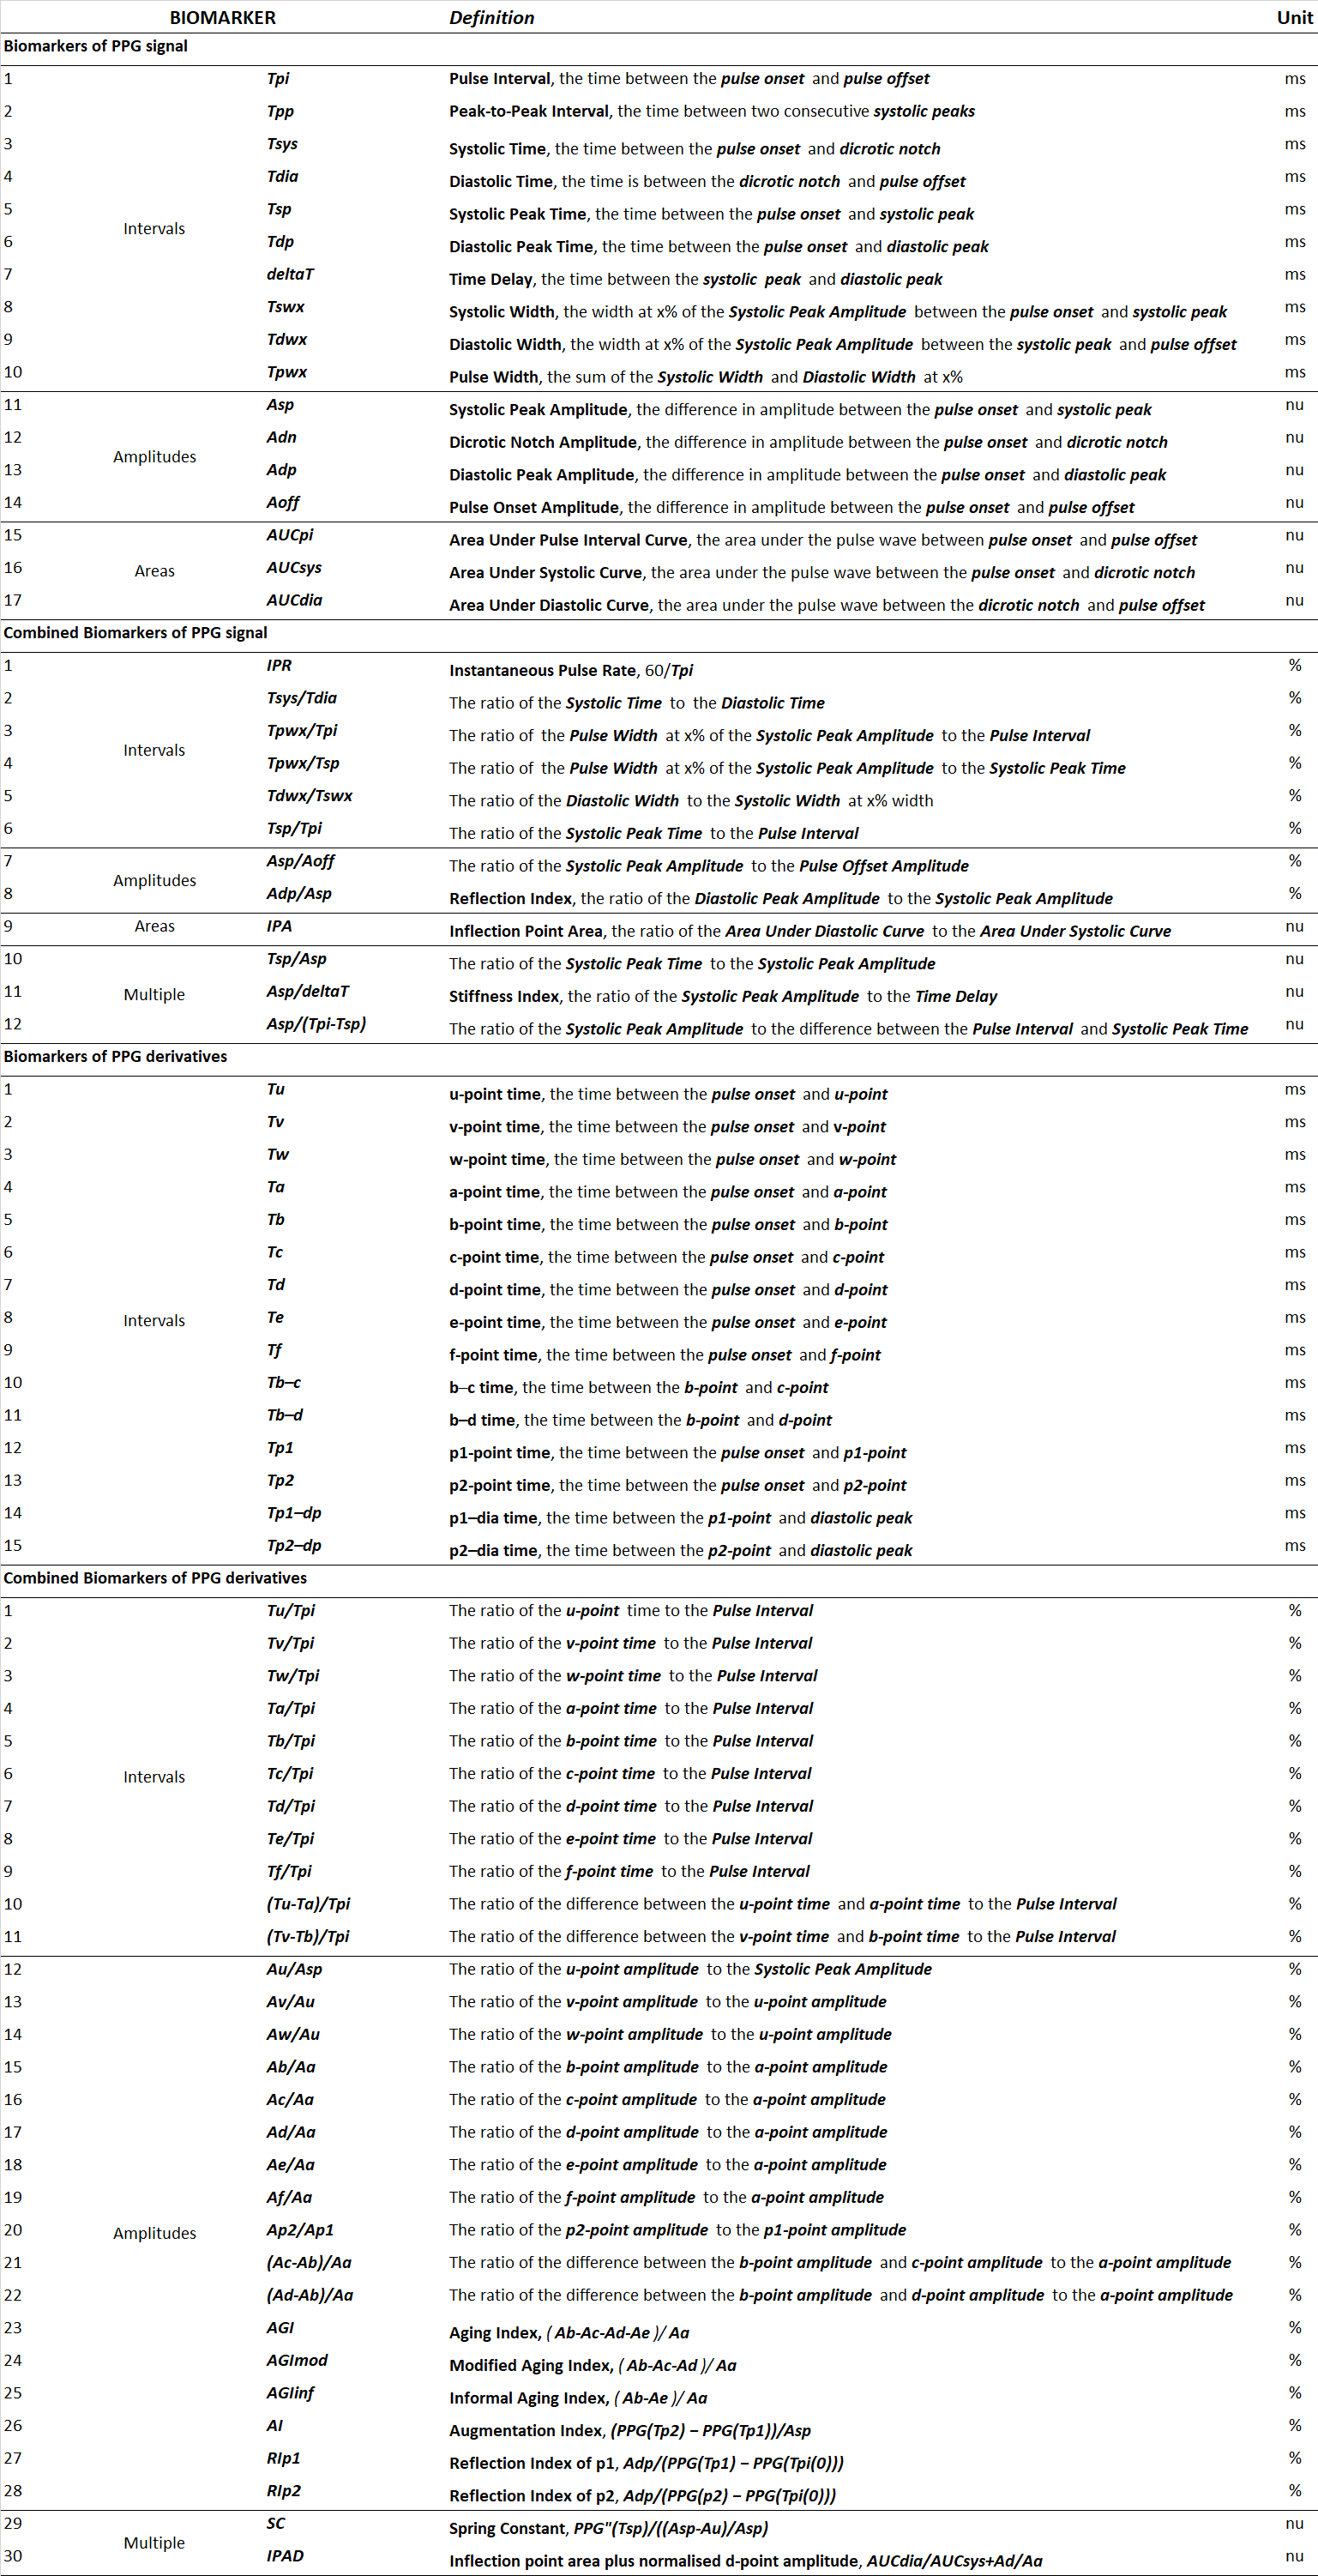 BIOMARKER Definition Unit
Biomarkers of PPG signal
1 Tpi Pulse Interval, the time between the pulse onset and pulse offset ms
2 Tpp Peak-to-Peak Interval, the time between two consecutive systolic peaks ms
3 Tsys Systolic Time, the time between the pulse onset and dicrotic notch ms
4 Tdia Diastolic Time, the time is between the dicrotic notch and pulse offset ms
5 Tsp Systolic Peak Time, the time between the pulse onset and systolic peak ms
Intervals
6 Tdp Diastolic Peak Time, the time between the pulse onset and diastolic peak ms
7 deltaT Time Delay, the time between the systolic peak and diastolic peak ms
8 Tswx Systolic Width, the width at x% of the Systolic Peak Amplitude between the pulse onset and systolic peak ms
9 Tdwx Diastolic Width, the width at x% of the Systolic Peak Amplitude between the systolic peak and pulse offset ms
10 Tpwx Pulse Width, the sum of the Systolic Width and Diastolic Width at x% ms
11 Asp Systolic Peak Amplitude, the difference in amplitude between the pulse onset and systolic peak nu
12 Adn Dicrotic Notch Amplitude, the difference in amplitude between the pulse onset and dicrotic notch nu
Amplitudes
13 Adp Diastolic Peak Amplitude, the difference in amplitude between the pulse onset and diastolic peak nu
14 Aoff Pulse Onset Amplitude, the difference in amplitude between the pulse onset and pulse offset nu
15 AUCpi Area Under Pulse Interval Curve, the area under the pulse wave between pulse onset and pulse offset nu
16 Areas AUCsys Area Under Systolic Curve, the area under the pulse wave between the pulse onset and dicrotic notch nu
17 AUCdia Area Under Diastolic Curve, the area under the pulse wave between the dicrotic notch and pulse offset nu
Combined Biomarkers of PPG signal
1 IPR Instantaneous Pulse Rate, 60/Tpi %
2 Tsys/Tdia The ratio of the Systolic Time to the Diastolic Time %
3 Tpwx/Tpi The ratio of the Pulse Width at x% of the Systolic Peak Amplitude to the Pulse Interval %
Intervals
4 Tpwx/Tsp The ratio of the Pulse Width at x% of the Systolic Peak Amplitude to the Systolic Peak Time %
5 Tdwx/Tswx The ratio of the Diastolic Width to the Systolic Width at x% width %
6 Tsp/Tpi The ratio of the Systolic Peak Time to the Pulse Interval %
7 Asp/Aoff The ratio of the Systolic Peak Amplitude to the Pulse Offset Amplitude %
Amplitudes
8 Adp/Asp Reflection Index, the ratio of the Diastolic Peak Amplitude to the Systolic Peak Amplitude %
9 Areas IPA Inflection Point Area, the ratio of the Area Under Diastolic Curve to the Area Under Systolic Curve nu
10 Tsp/Asp The ratio of the Systolic Peak Time to the Systolic Peak Amplitude nu
11 Multiple Asp/deltaT Stiffness Index, the ratio of the Systolic Peak Amplitude to the Time Delay nu
12 Asp/(Tpi-Tsp) The ratio of the Systolic Peak Amplitude to the difference between the Pulse Interval and Systolic Peak Time nu
Biomarkers of PPG derivatives
1 Tu u-point time, the time between the pulse onset and u-point ms
2 Tv v-point time, the time between the pulse onset and v-point ms
3 Tw w-point time, the time between the pulse onset and w-point ms
4 Ta a-point time, the time between the pulse onset and a-point ms
5 Tb b-point time, the time between the pulse onset and b-point ms
6 Tc c-point time, the time between the pulse onset and c-point ms
7 Td d-point time, the time between the pulse onset and d-point ms
8 Intervals Te e-point time, the time between the pulse onset and e-point ms
9 Tf f-point time, the time between the pulse onset and f-point ms
10 Tb–c b–c time, the time between the b-point and c-point ms
11 Tb–d b–d time, the time between the b-point and d-point ms
12 Tp1 p1-point time, the time between the pulse onset and p1-point ms
13 Tp2 p2-point time, the time between the pulse onset and p2-point ms
14 Tp1–dp p1–dia time, the time between the p1-point and diastolic peak ms
15 Tp2–dp p2–dia time, the time between the p2-point and diastolic peak ms
Combined Biomarkers of PPG derivatives
1 Tu/Tpi The ratio of the u-point time to the Pulse Interval %
2 Tv/Tpi The ratio of the v-point time to the Pulse Interval %
3 Tw/Tpi The ratio of the w-point time to the Pulse Interval %
4 Ta/Tpi The ratio of the a-point time to the Pulse Interval %
5 Tb/Tpi The ratio of the b-point time to the Pulse Interval %
6 Intervals Tc/Tpi The ratio of the c-point time to the Pulse Interval %
7 Td/Tpi The ratio of the d-point time to the Pulse Interval %
8 Te/Tpi The ratio of the e-point time to the Pulse Interval %
9 Tf/Tpi The ratio of the f-point time to the Pulse Interval %
10 (Tu-Ta)/Tpi The ratio of the difference between the u-point time and a-point time to the Pulse Interval %
11 (Tv-Tb)/Tpi The ratio of the difference between the v-point time and b-point time to the Pulse Interval %
12 Au/Asp The ratio of the u-point amplitude to the Systolic Peak Amplitude %
13 Av/Au The ratio of the v-point amplitude to the u-point amplitude %
14 Aw/Au The ratio of the w-point amplitude to the u-point amplitude %
15 Ab/Aa The ratio of the b-point amplitude to the a-point amplitude %
16 Ac/Aa The ratio of the c-point amplitude to the a-point amplitude %
17 Ad/Aa The ratio of the d-point amplitude to the a-point amplitude %
18 Ae/Aa The ratio of the e-point amplitude to the a-point amplitude %
19 Af/Aa The ratio of the f-point amplitude to the a-point amplitude %
20 Amplitudes Ap2/Ap1 The ratio of the p2-point amplitude to the p1-point amplitude %
21 (Ac-Ab)/Aa The ratio of the difference between the b-point amplitude and c-point amplitude to the a-point amplitude %
22 (Ad-Ab)/Aa The ratio of the difference between the b-point amplitude and d-point amplitude to the a-point amplitude %
23 AGI Aging Index, (Ab-Ac-Ad-Ae)/Aa %
24 AGImod Modified Aging Index, (Ab-Ac-Ad)/Aa %
25 AGIinf Informal Aging Index, (Ab-Ae)/Aa %
26 AI Augmentation Index, (PPG(Tp2) − PPG(Tp1))/Asp %
27 RIp1 Reflection Index of p1, Adp/(PPG(Tp1) − PPG(Tpi(0))) %
28 RIp2 Reflection Index of p2, Adp/(PPG(p2) − PPG(Tpi(0))) %
29 SC Spring Constant, PPG"(Tsp)/((Asp-Au)/Asp) nu
Multiple
30 IPAD Inflection point area plus normalised d-point amplitude, AUCdia/AUCsys+Ad/Aa nu